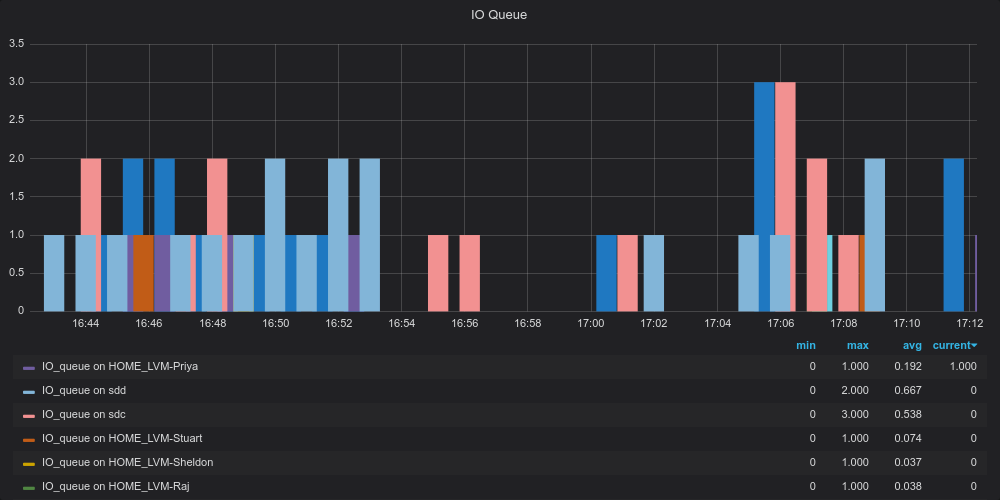 IO Queue
3.5
3.0
2.5
2.0
1.5
1.0
0.5
0
16:44 16:46 16:48 16:50 16:52 16:54 16:56 16:58 17:00 17:02 17:04 17:06 17:08 17:10 17:12
min max avg current
IO_queue on HOME_LVM-Priya 0 1.000 0.192 1.000
IO_queue on sdd 0 2.000 0.667 0
IO_queue on sdc 0 3.000 0.538 0
IO_queue on HOME_LVM-Stuart 0 1.000 0.074 0
IO_queue on HOME_LVM-Sheldon 0 1.000 0.037 0
IO_queue on HOME_LVM-Raj 0 1.000 0.038 0